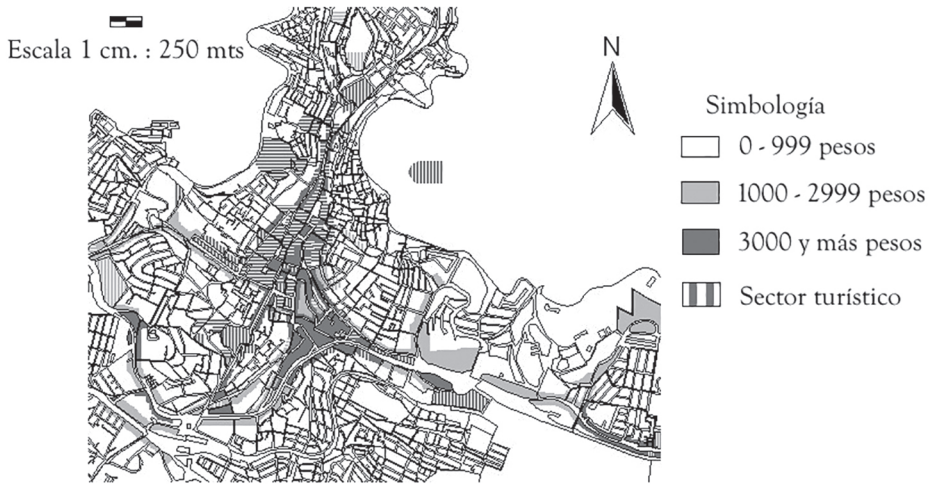 Escala 1 cm. : 250 mts
N
Simbología
0 - 999 pesos
1000 - 2999 pesos
3000 y más pesos
Sector turístico